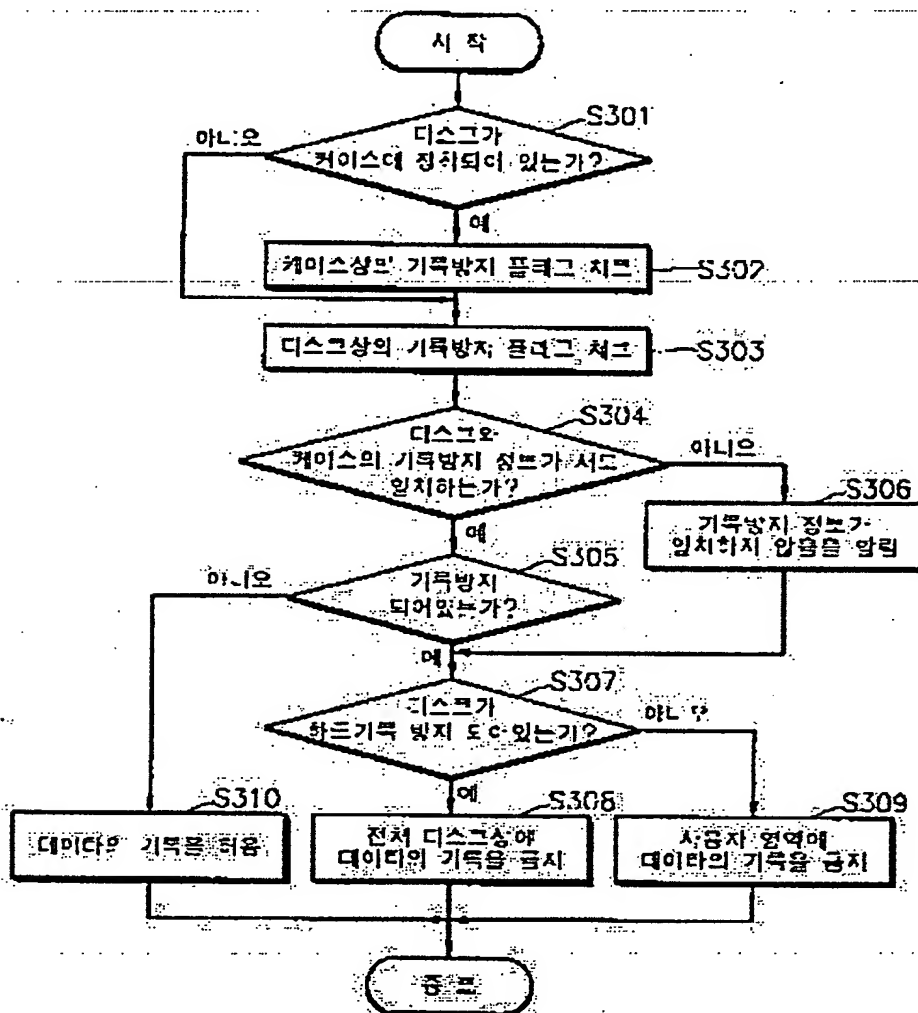 시 작
S301
디스크가
케이스에 장착되어 있는가?
아니오
예
케이스상의 기록방지 플래그 체크
S302
디스크상의 기록방지 플래그 체크
S303
S304
디스크와
케이스의 기록방지 정보가 서로
일치하는가?
아니오
예
S306
기록방지 정보가
일치하지 않음을 알림
S305
기록방지
되어있는가?
아니오
예
S307
디스크가
하드기록 방지 되어있는가?
아니오
예
S310
데이타의 기록을 허용
S308
전체 디스크상에
데이터의 기록을 금지
S309
사용자 영역에
데이타의 기록을 금지
종 료